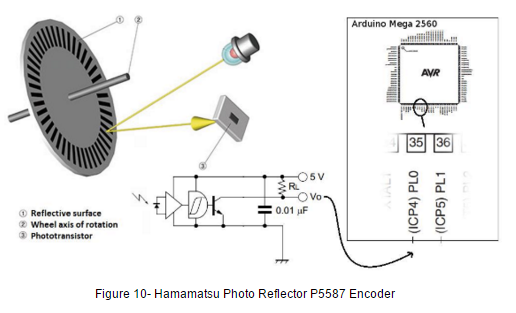 ①
②
③
① Reflective surface
② Wheel axis of rotation
③ Phototransistor
5 V
RL
Vo
0.01 μF
Arduino Mega 2560
AVR
35 36
(ICP4) PL0
(ICP5) PL1
Figure 10- Hamamatsu Photo Reflector P5587 Encoder